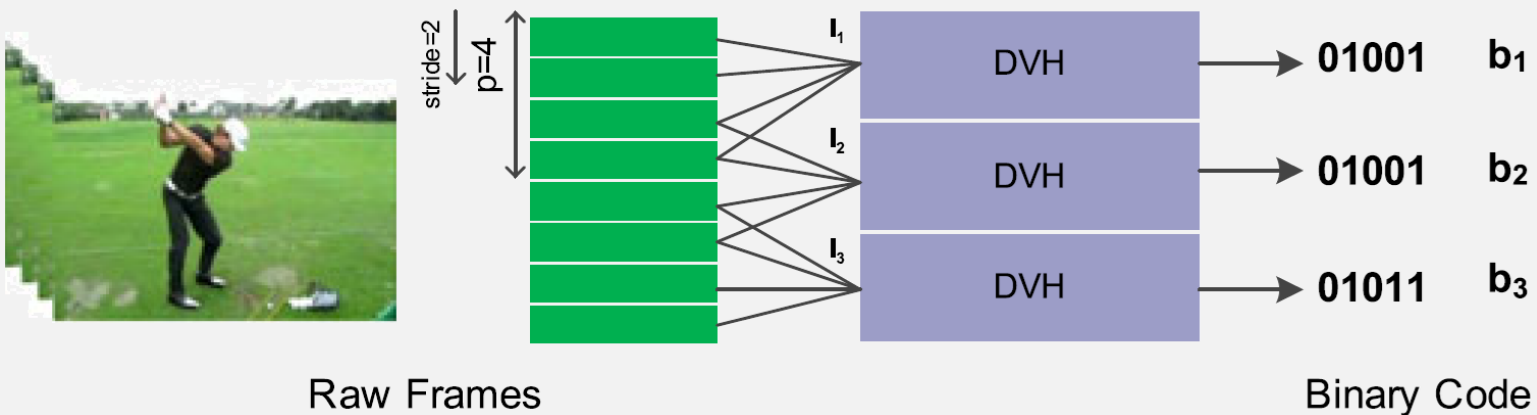 stride=2
p=4
I1
DVH
01001
b1
I2
DVH
01001
b2
I3
DVH
01011
b3
Raw Frames
Binary Code